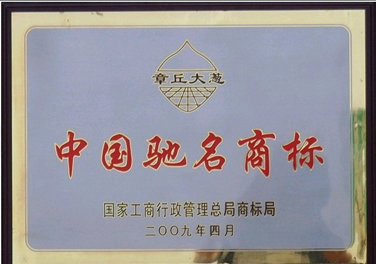 章丘大葱
中国驰名商标
国家工商行政管理总局商标局
二〇〇九年四月